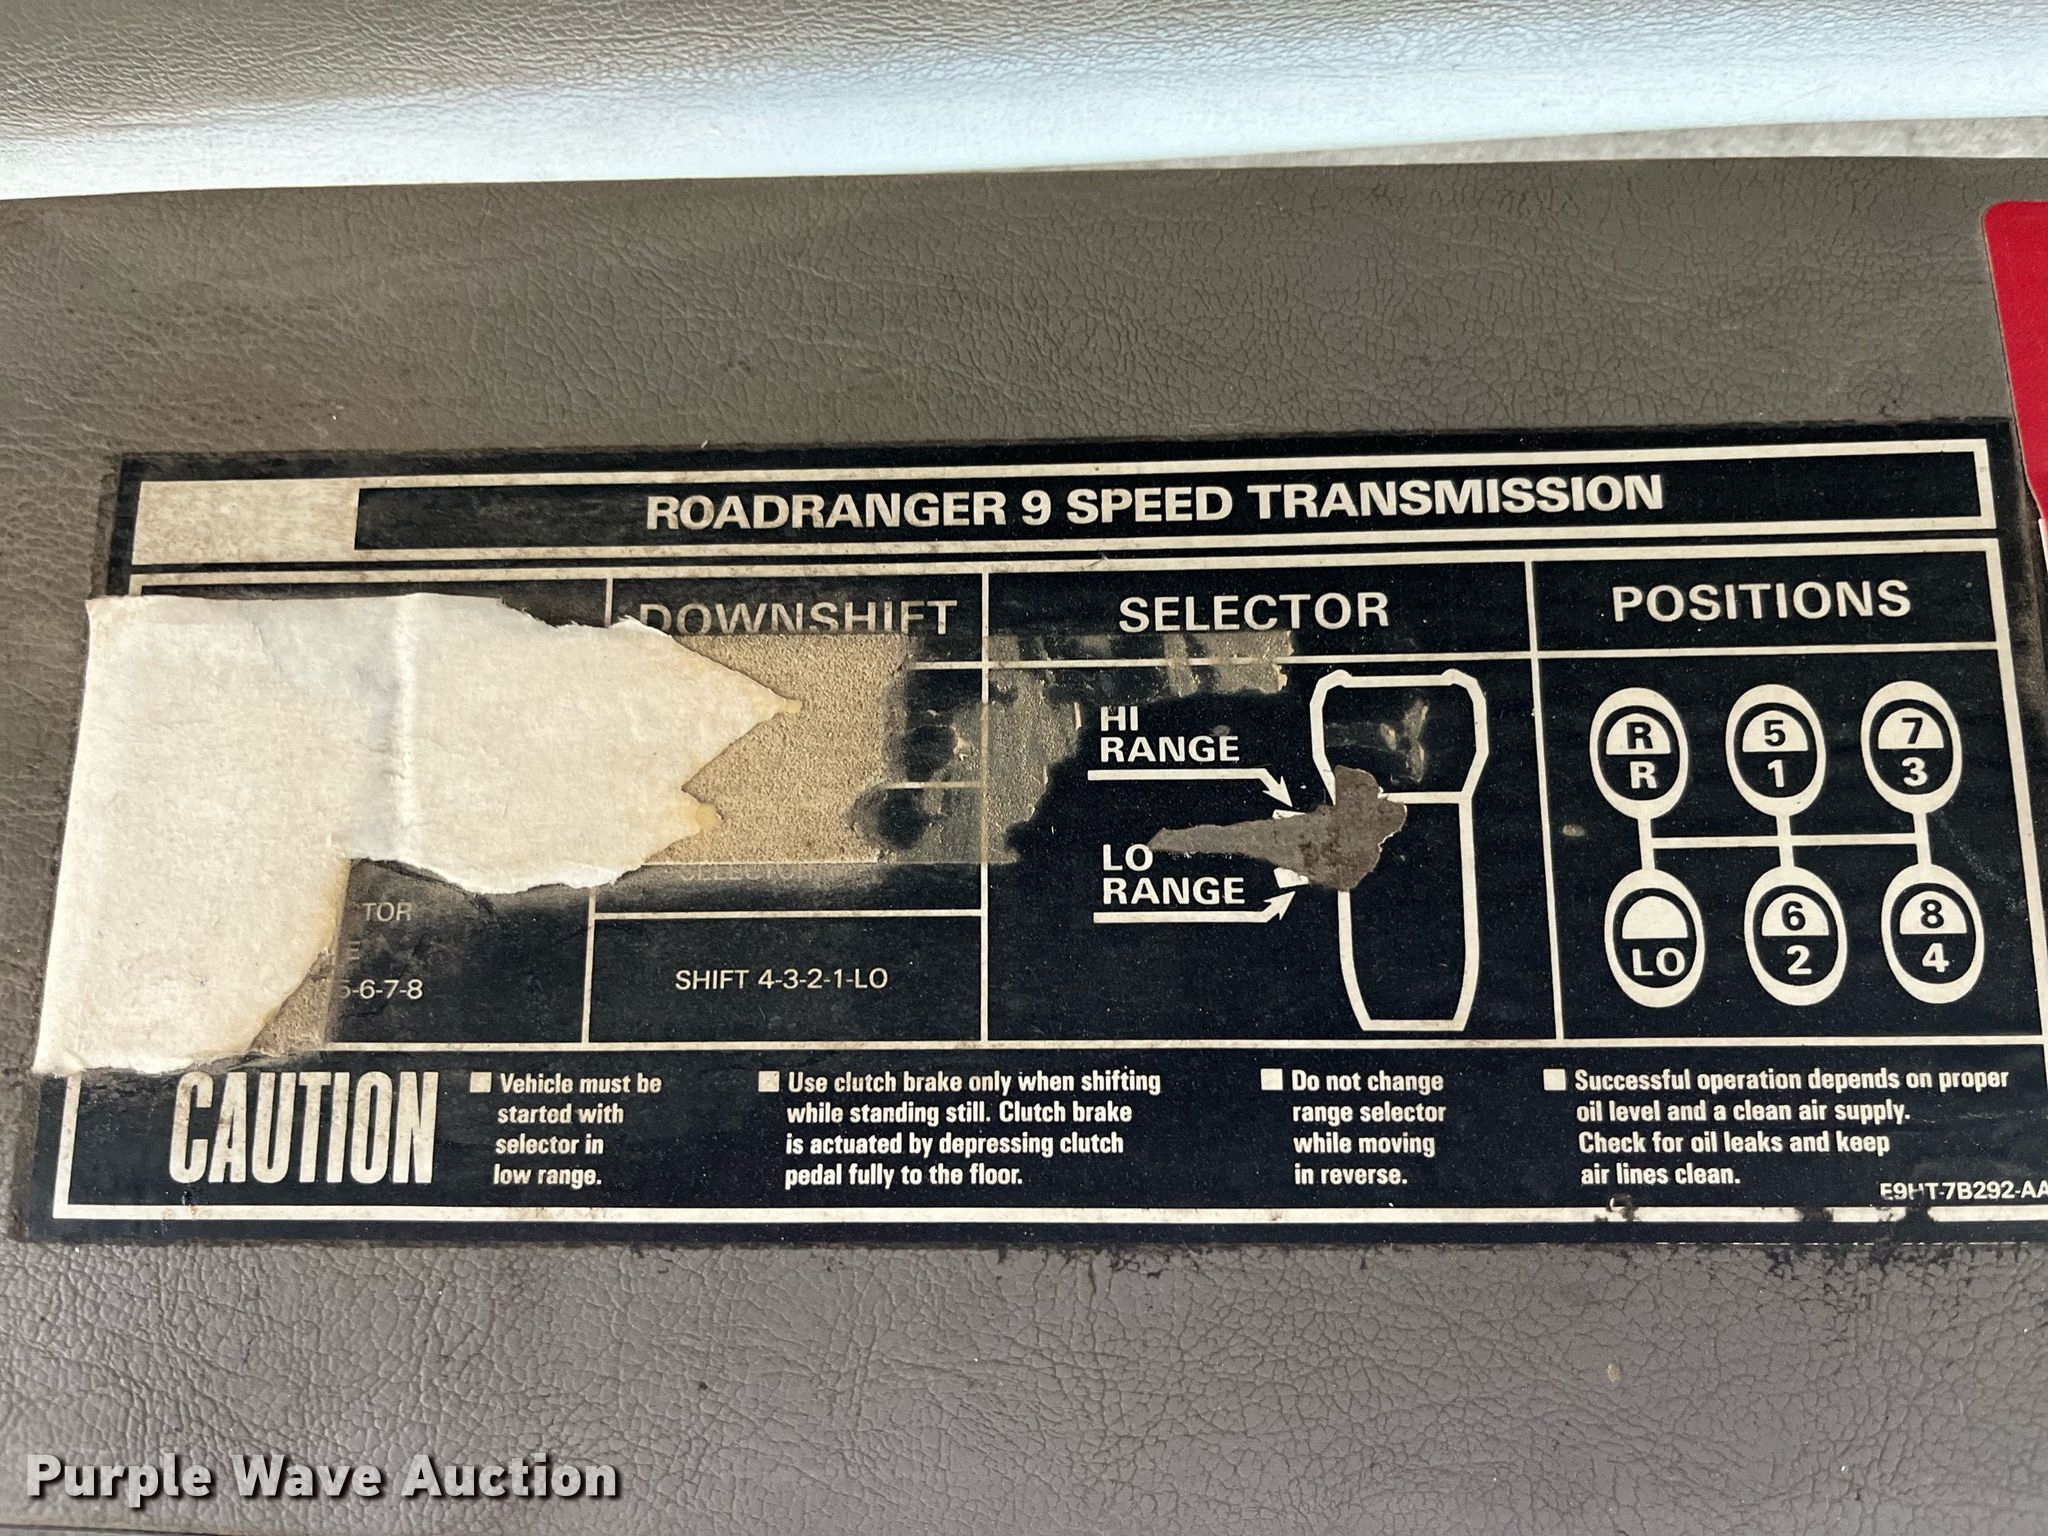 ROADRANGER 9 SPEED TRANSMISSION
DOWNSHIFT
SELECTOR
POSITIONS
HI
RANGE
LO
RANGE
R
R
5
1
7
3
LO
6
2
8
4
SELECTOR
TOR
E
5-6-7-8
SHIFT 4-3-2-1-LO
CAUTION
Vehicle must be
started with
selector in
low range.
Use clutch brake only when shifting
while standing still. Clutch brake
is actuated by depressing clutch
pedal fully to the floor.
Do not change
range selector
while moving
in reverse.
Successful operation depends on proper
oil level and a clean air supply.
Check for oil leaks and keep
air lines clean.
E9HT-7B292-AA
Purple Wave Auction